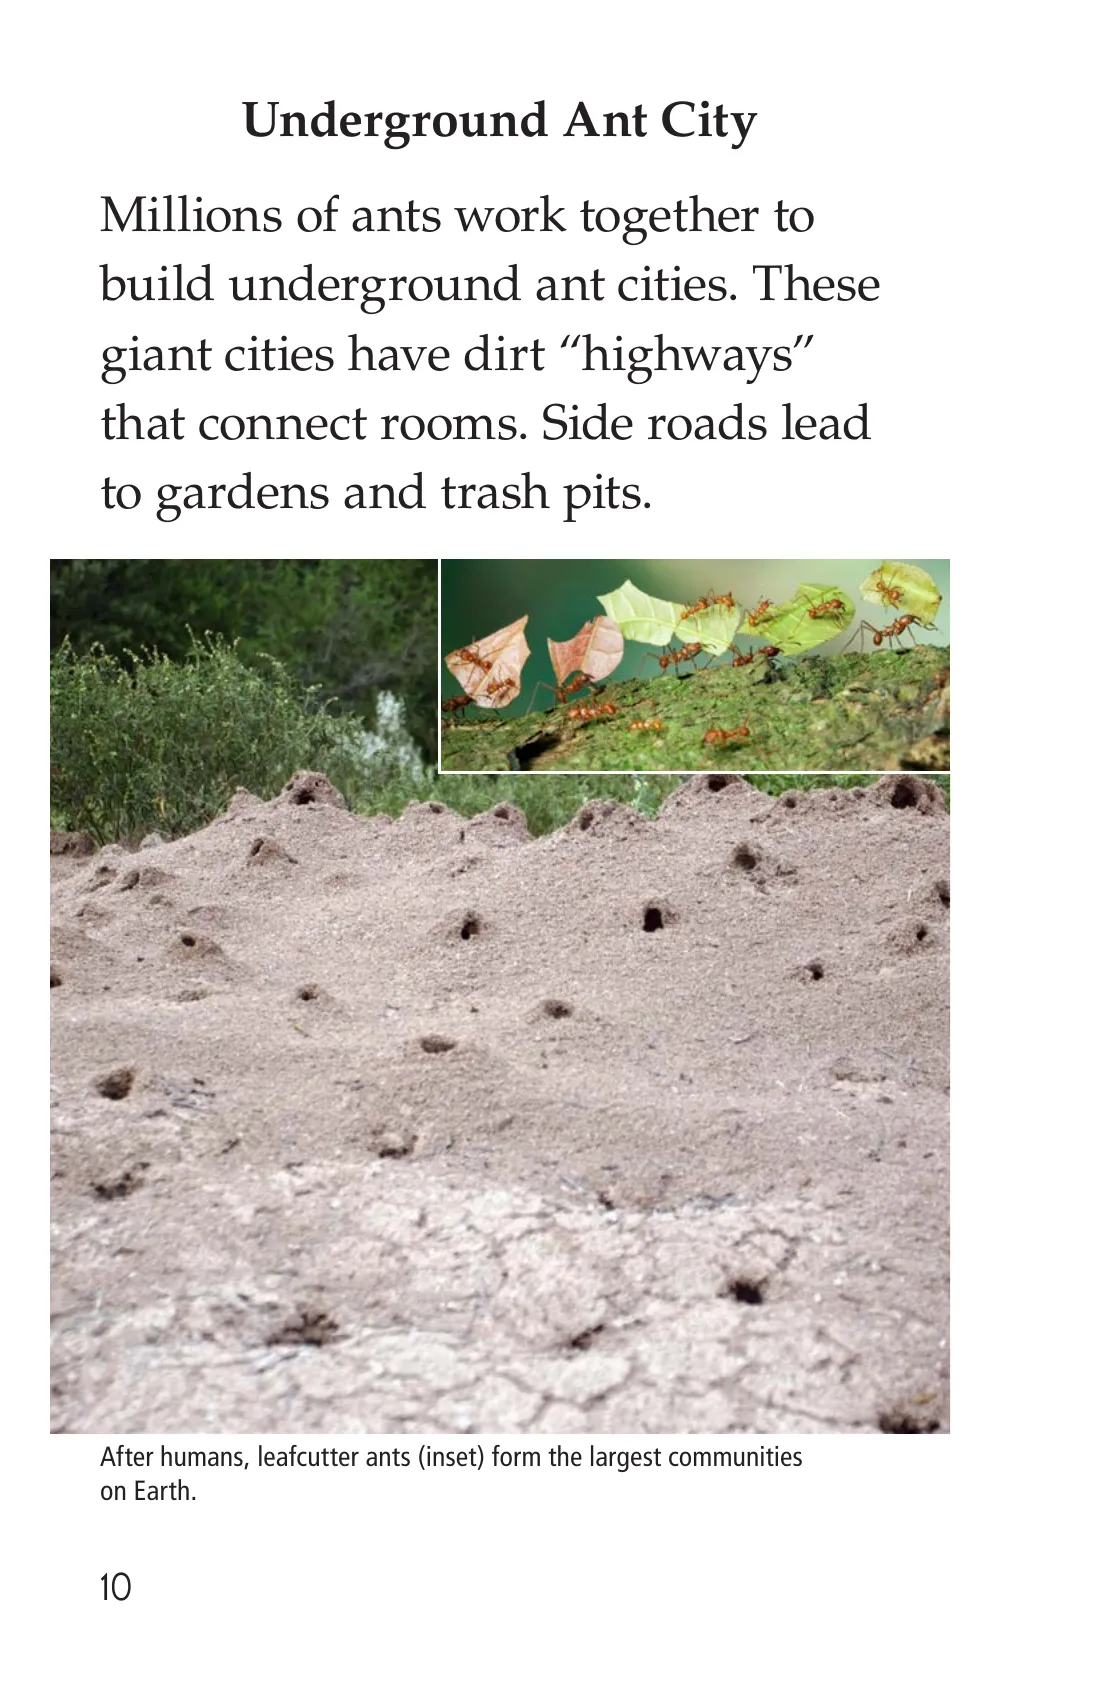 Underground Ant City
Millions of ants work together to
build underground ant cities. These
giant cities have dirt “highways”
that connect rooms. Side roads lead
to gardens and trash pits.
After humans, leafcutter ants (inset) form the largest communities
on Earth.
10